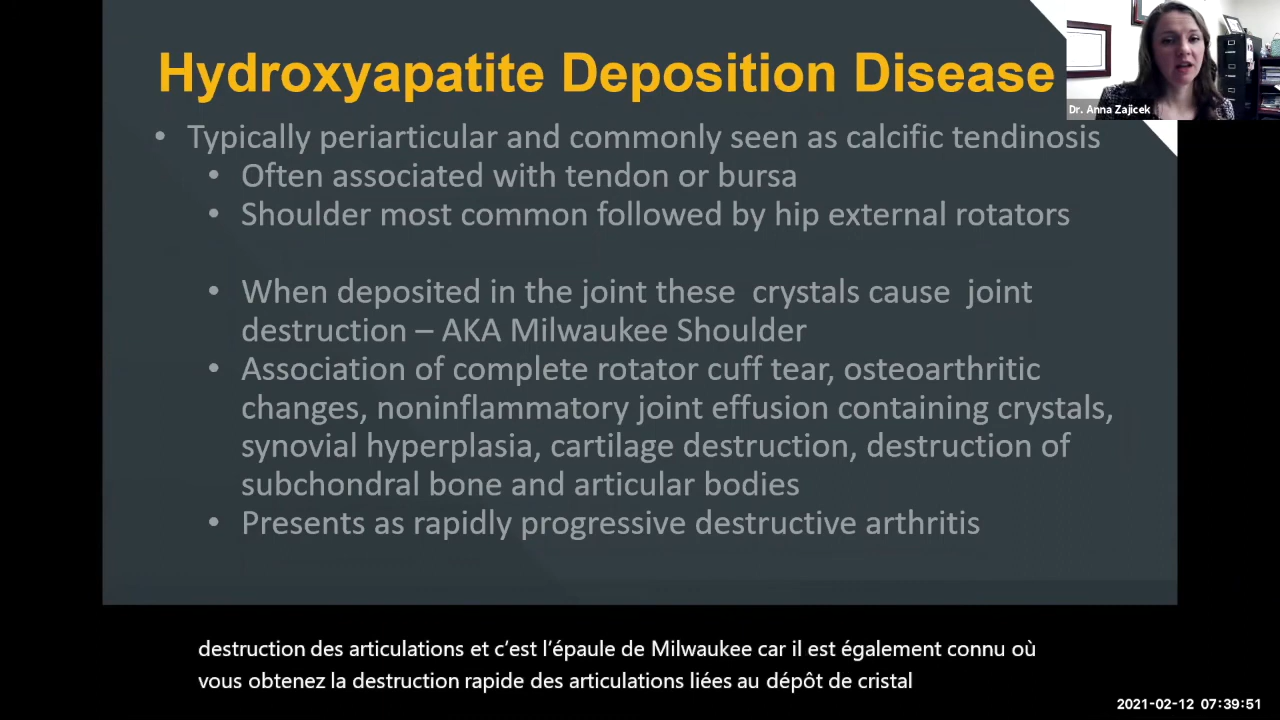 Hydroxyapatite Deposition Disease
Dr. Anna Zajicek
• Typically periarticular and commonly seen as calcific tendinosis
• Often associated with tendon or bursa
• Shoulder most common followed by hip external rotators
• When deposited in the joint these crystals cause joint
destruction – AKA Milwaukee Shoulder
• Association of complete rotator cuff tear, osteoarthritic
changes, noninflammatory joint effusion containing crystals,
synovial hyperplasia, cartilage destruction, destruction of
subchondral bone and articular bodies
• Presents as rapidly progressive destructive arthritis
destruction des articulations et c’est l’épaule de Milwaukee car il est également connu où
vous obtenez la destruction rapide des articulations liées au dépôt de cristal
2021-02-12 07:39:51